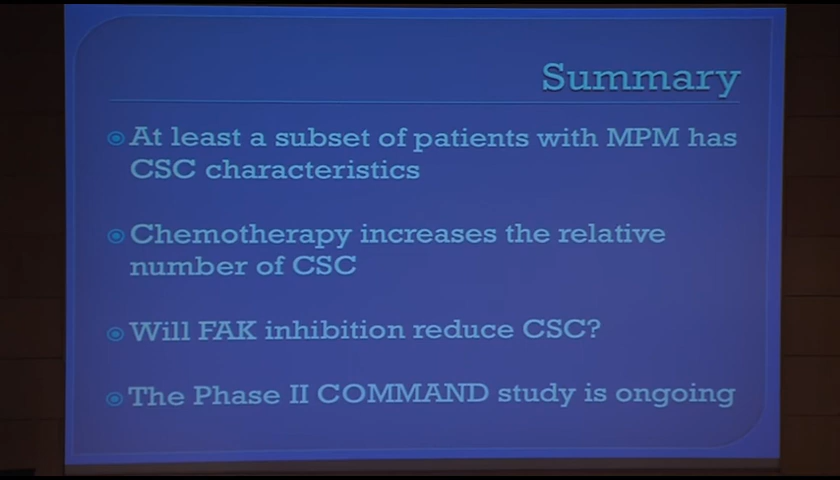 Summary
At least a subset of patients with MPM has
CSC characteristics
Chemotherapy increases the relative
number of CSC
Will FAK inhibition reduce CSC?
The Phase II COMMAND study is ongoing